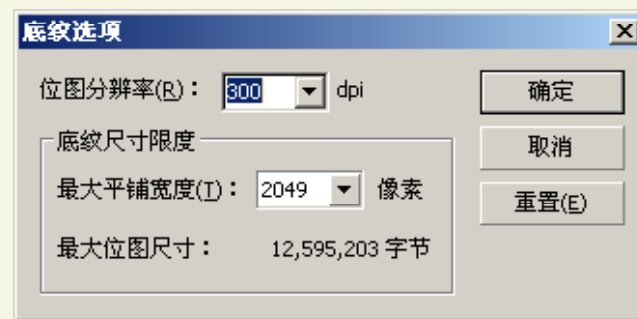 底纹选项
位图分辨率(R)： 300 dpi
确定
底纹尺寸限度
取消
最大平铺宽度(T)： 2049 像素
重置(E)
最大位图尺寸： 12,595,203 字节